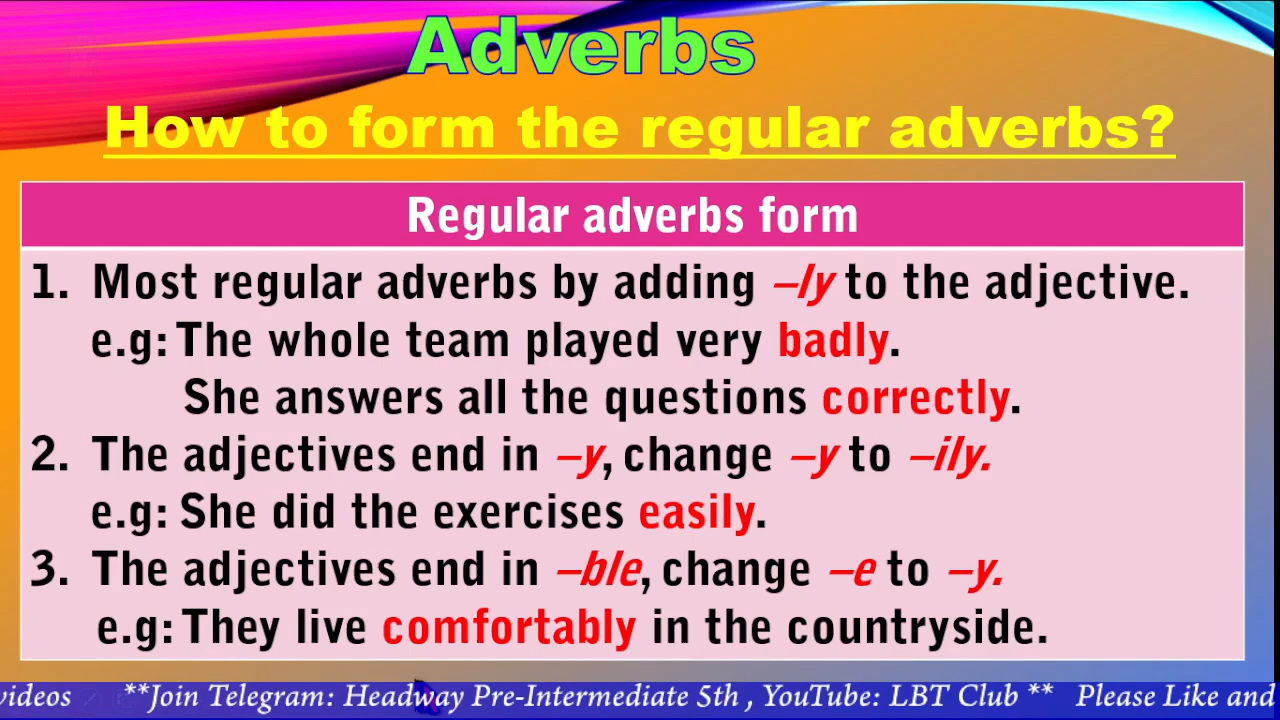 Adverbs
How to form the regular adverbs?
Regular adverbs form
1. Most regular adverbs by adding –ly to the adjective.
e.g: The whole team played very badly.
She answers all the questions correctly.
2. The adjectives end in –y, change –y to –ily.
e.g: She did the exercises easily.
3. The adjectives end in –ble, change –e to –y.
e.g: They live comfortably in the countryside.
videos **Join Telegram: Headway Pre-Intermediate 5th , YouTube: LBT Club ** Please Like and